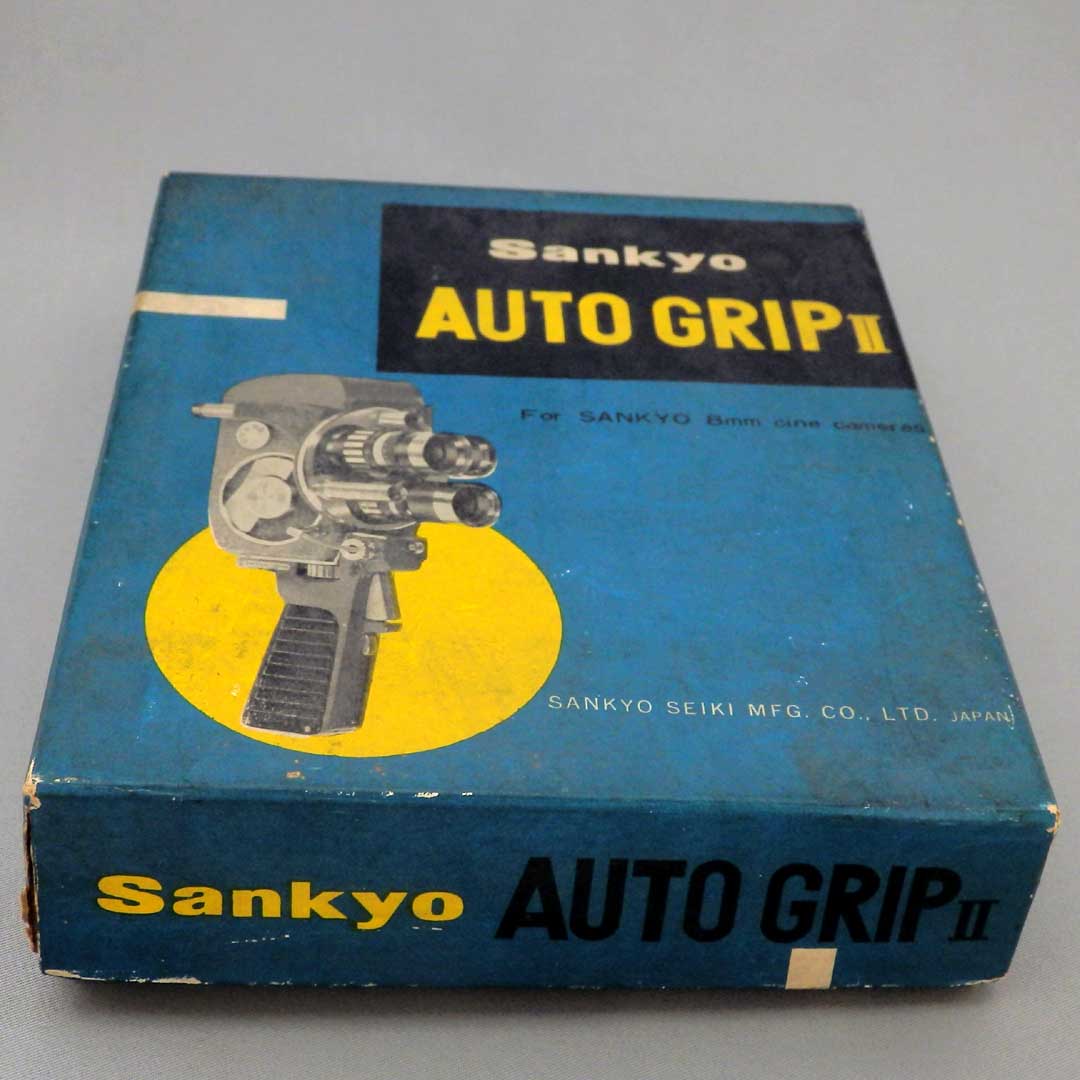 Sankyo
AUTO GRIP II
For SANKYO 8mm cine cameras
SANKYO SEIKI MFG. CO., LTD. JAPAN
Sankyo AUTO GRIP II